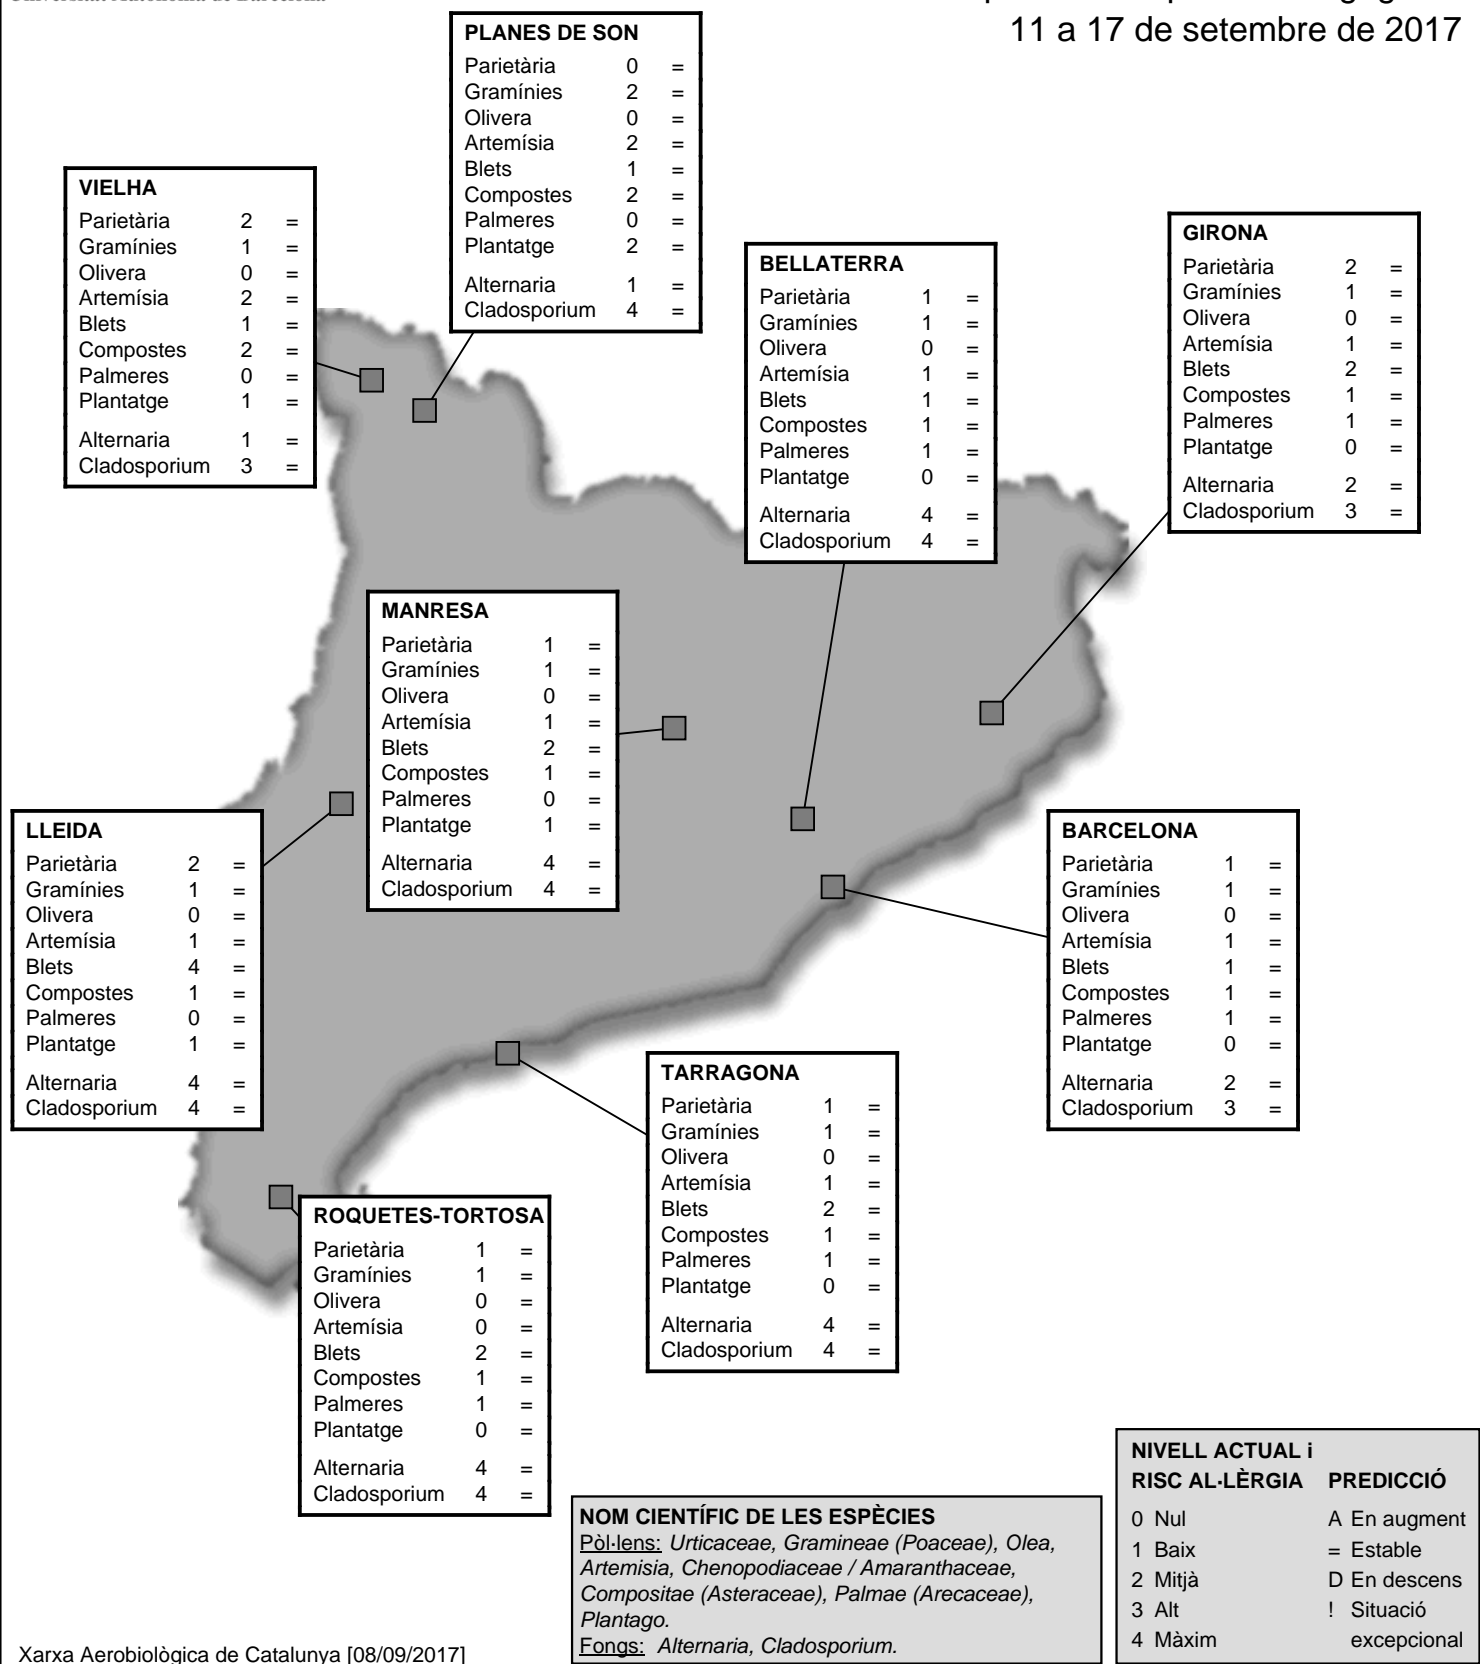 11 a 17 de setembre de 2017
PLANES DE SON
Parietària 0 =
Gramínies 2 =
Olivera 0 =
Artemísia 2 =
Blets 1 =
Compostes 2 =
Palmeres 0 =
Plantatge 2 =
Alternaria 1 =
Cladosporium 4 =
VIELHA
Parietària 2 =
Gramínies 1 =
Olivera 0 =
Artemísia 2 =
Blets 1 =
Compostes 2 =
Palmeres 0 =
Plantatge 1 =
Alternaria 1 =
Cladosporium 3 =
GIRONA
Parietària 2 =
Gramínies 1 =
Olivera 0 =
Artemísia 1 =
Blets 2 =
Compostes 1 =
Palmeres 1 =
Plantatge 0 =
Alternaria 2 =
Cladosporium 3 =
BELLATERRA
Parietària 1 =
Gramínies 1 =
Olivera 0 =
Artemísia 1 =
Blets 1 =
Compostes 1 =
Palmeres 1 =
Plantatge 0 =
Alternaria 4 =
Cladosporium 4 =
MANRESA
Parietària 1 =
Gramínies 1 =
Olivera 0 =
Artemísia 1 =
Blets 2 =
Compostes 1 =
Palmeres 0 =
Plantatge 1 =
Alternaria 4 =
Cladosporium 4 =
LLEIDA
Parietària 2 =
Gramínies 1 =
Olivera 0 =
Artemísia 1 =
Blets 4 =
Compostes 1 =
Palmeres 0 =
Plantatge 1 =
Alternaria 4 =
Cladosporium 4 =
BARCELONA
Parietària 1 =
Gramínies 1 =
Olivera 0 =
Artemísia 1 =
Blets 1 =
Compostes 1 =
Palmeres 1 =
Plantatge 0 =
Alternaria 2 =
Cladosporium 3 =
TARRAGONA
Parietària 1 =
Gramínies 1 =
Olivera 0 =
Artemísia 1 =
Blets 2 =
Compostes 1 =
Palmeres 1 =
Plantatge 0 =
Alternaria 4 =
Cladosporium 4 =
ROQUETES-TORTOSA
Parietària 1 =
Gramínies 1 =
Olivera 0 =
Artemísia 0 =
Blets 2 =
Compostes 1 =
Palmeres 1 =
Plantatge 0 =
Alternaria 4 =
Cladosporium 4 =
NOM CIENTÍFIC DE LES ESPÈCIES
Pòl·lens: Urticaceae, Gramineae (Poaceae), Olea,
Artemisia, Chenopodiaceae / Amaranthaceae,
Compositae (Asteraceae), Palmae (Arecaceae),
Plantago.
Fongs: Alternaria, Cladosporium.
NIVELL ACTUAL i
RISC AL·LÈRGIA PREDICCIÓ
0 Nul A En augment
1 Baix = Estable
2 Mitjà D En descens
3 Alt ! Situació
4 Màxim excepcional
Xarxa Aerobiològica de Catalunya [08/09/2017]